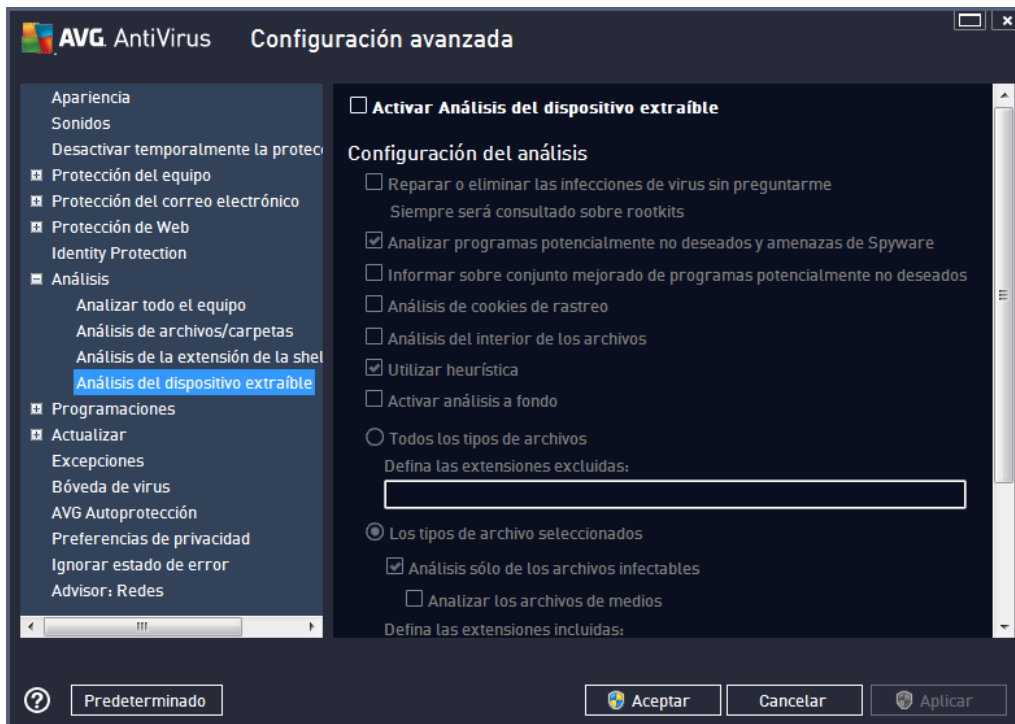 AVG. AntiVirus
Configuración avanzada
Apariencia
Sonidos
Desactivar temporalmente la protec
Protección del equipo
Protección del correo electrónico
Protección de Web
Identity Protection
Análisis
Analizar todo el equipo
Análisis de archivos/carpetas
Análisis de la extensión de la shel
Análisis del dispositivo extraíble
Programaciones
Actualizar
Excepciones
Bóveda de virus
AVG Autoprotección
Preferencias de privacidad
Ignorar estado de error
Advisor: Redes
Activar Análisis del dispositivo extraíble
Configuración del análisis
Reparar o eliminar las infecciones de virus sin preguntarme
Siempre será consultado sobre rootkits
Analizar programas potencialmente no deseados y amenazas de Spyware
Informar sobre conjunto mejorado de programas potencialmente no deseados
Análisis de cookies de rastreo
Análisis del interior de los archivos
Utilizar heurística
Activar análisis a fondo
Todos los tipos de archivos
Defina las extensiones excluidas:
Los tipos de archivo seleccionados
Análisis sólo de los archivos infectables
Analizar los archivos de medios
Defina las extensiones incluidas:
Predeterminado
Aceptar
Cancelar
Aplicar